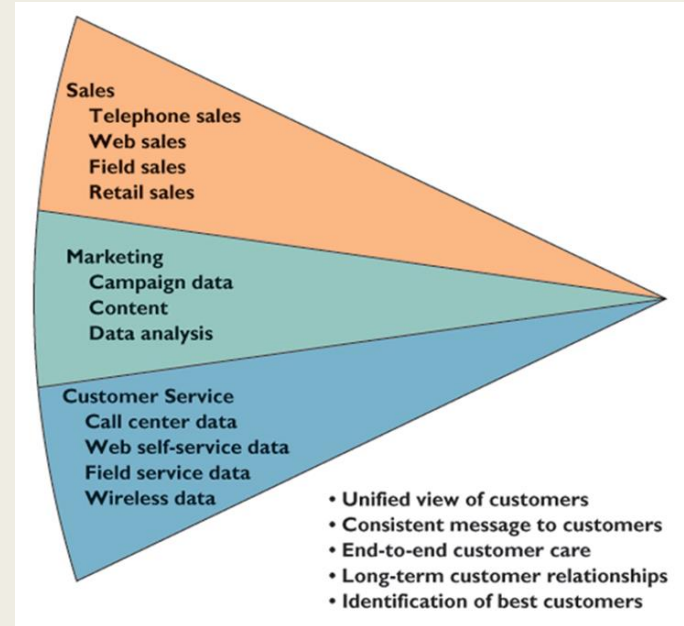 Sales
Telephone sales
Web sales
Field sales
Retail sales
Marketing
Campaign data
Content
Data analysis
Customer Service
Call center data
Web self-service data
Field service data
Wireless data
• Unified view of customers
• Consistent message to customers
• End-to-end customer care
• Long-term customer relationships
• Identification of best customers